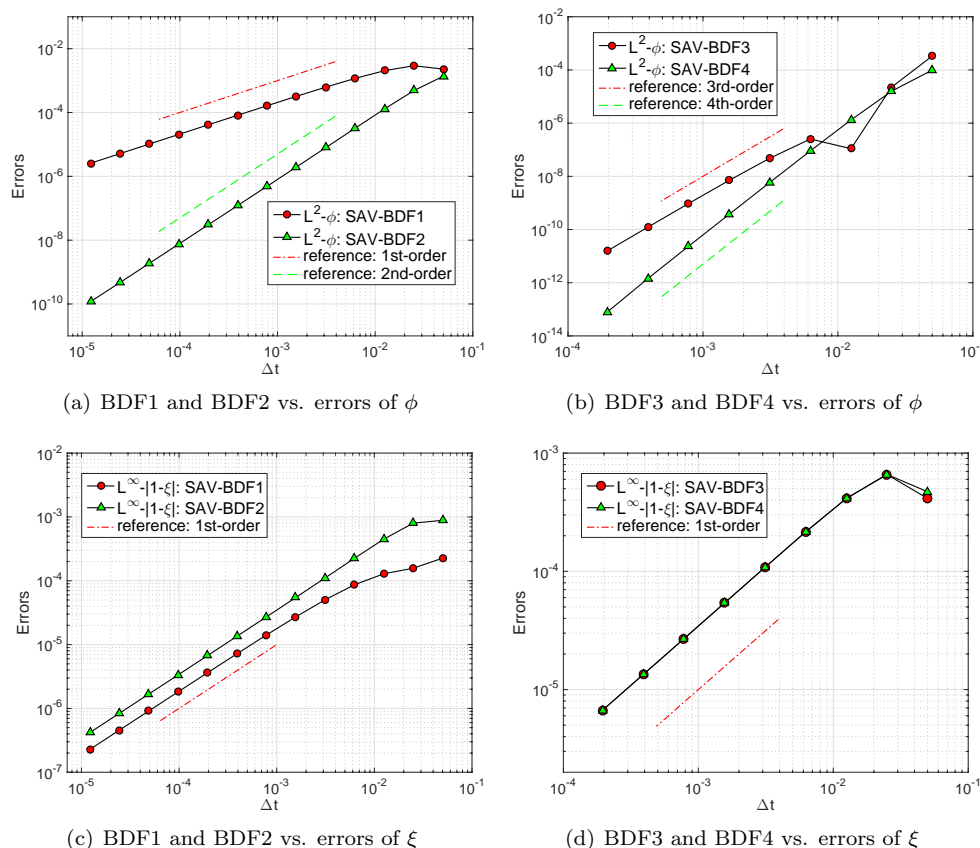 10^-2
10^-4
10^-6
10^-8
10^-10
Errors
L^2-ϕ: SAV-BDF1
L^2-ϕ: SAV-BDF2
reference: 1st-order
reference: 2nd-order
10^-5 10^-4 10^-3 10^-2 10^-1
Δt
(a) BDF1 and BDF2 vs. errors of ϕ
10^-2
10^-4
10^-6
10^-8
10^-10
10^-12
10^-14
Errors
L^2-ϕ: SAV-BDF3
L^2-ϕ: SAV-BDF4
reference: 3rd-order
reference: 4th-order
10^-4 10^-3 10^-2 10^-1
Δt
(b) BDF3 and BDF4 vs. errors of ϕ
10^-2
10^-3
10^-4
10^-5
10^-6
10^-7
Errors
L^∞-|1-ξ|: SAV-BDF1
L^∞-|1-ξ|: SAV-BDF2
reference: 1st-order
10^-5 10^-4 10^-3 10^-2 10^-1
Δt
(c) BDF1 and BDF2 vs. errors of ξ
10^-3
10^-4
10^-5
Errors
L^∞-|1-ξ|: SAV-BDF3
L^∞-|1-ξ|: SAV-BDF4
reference: 1st-order
10^-4 10^-3 10^-2 10^-1
Δt
(d) BDF3 and BDF4 vs. errors of ξ